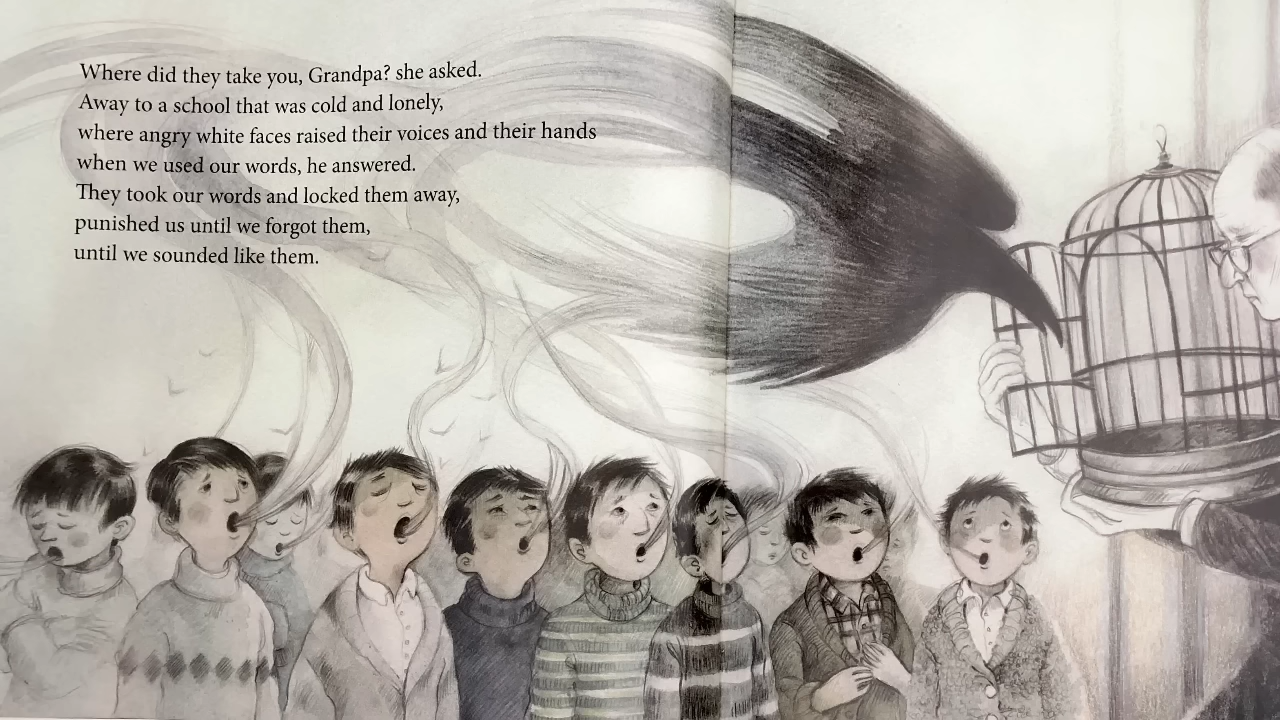 Where did they take you, Grandpa? she asked.
Away to a school that was cold and lonely,
where angry white faces raised their voices and their hands
when we used our words, he answered.
They took our words and locked them away,
punished us until we forgot them,
until we sounded like them.